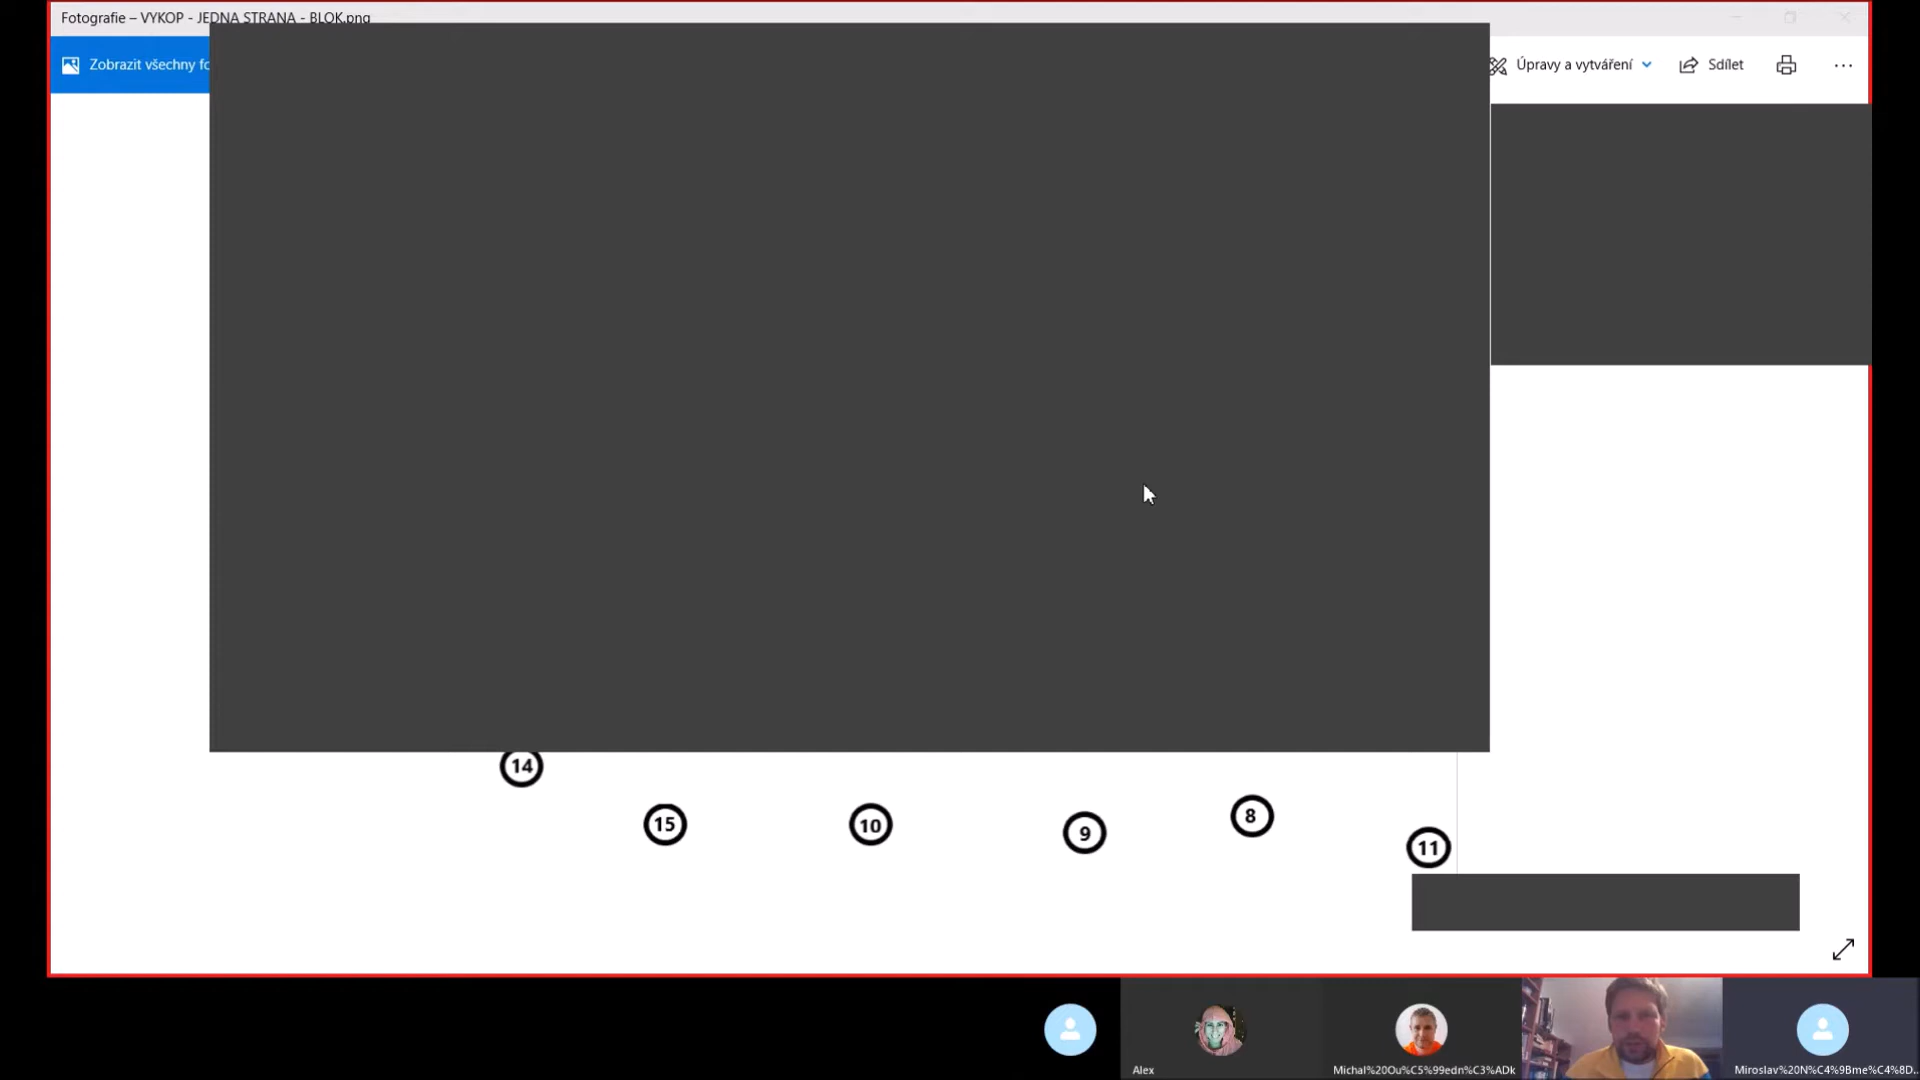 Fotografie – VYKOP - JEDNA STRANA - BLOK.png
Zobrazit všechny fo
Úpravy a vytváření
Sdílet
14
15
10
9
8
11
Alex
Michal%20Ou%C5%99edn%C3%ADk
Miroslav%20N%C4%9Bme%C4%8D...